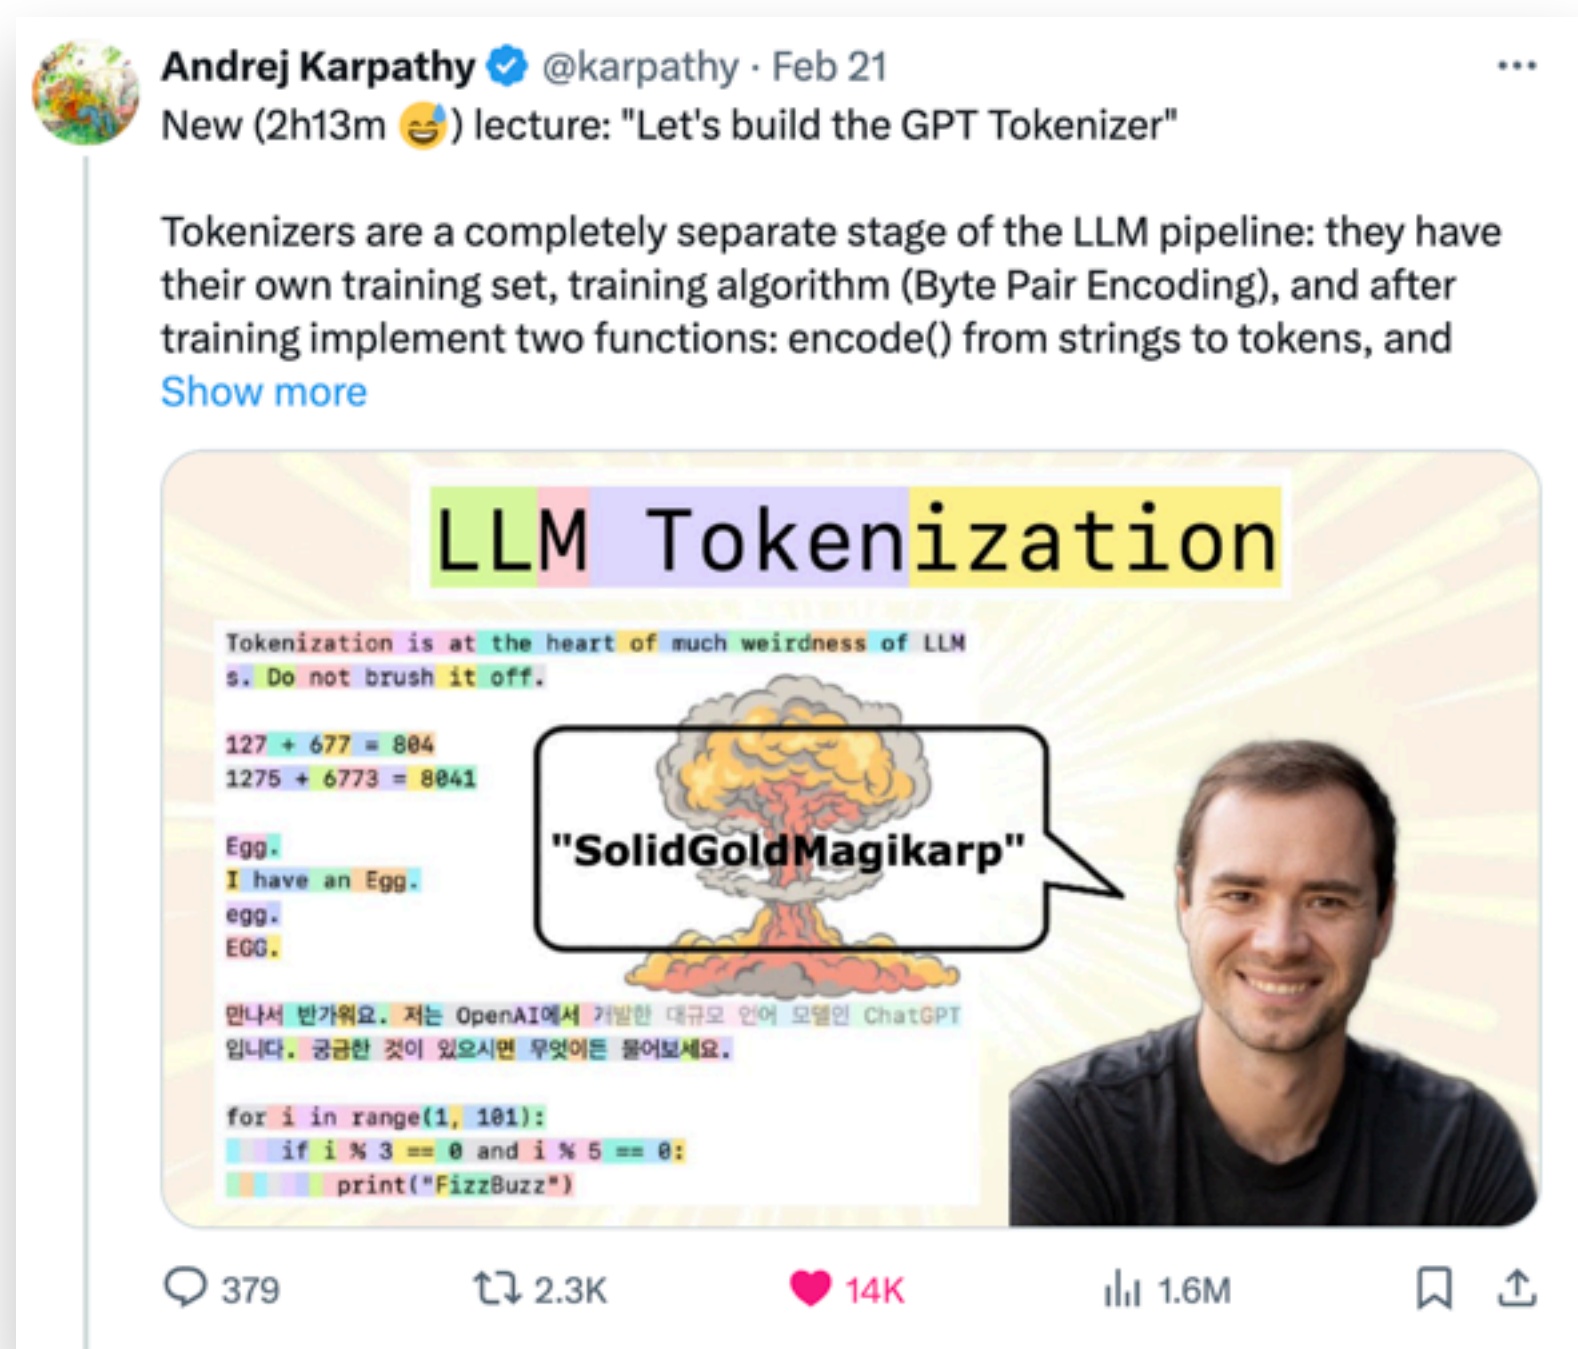 Andrej Karpathy @karpathy · Feb 21
New (2h13m 😅) lecture: "Let's build the GPT Tokenizer"
Tokenizers are a completely separate stage of the LLM pipeline: they have
their own training set, training algorithm (Byte Pair Encoding), and after
training implement two functions: encode() from strings to tokens, and
Show more
LLM Tokenization
Tokenization is at the heart of much weirdness of LLM
s. Do not brush it off.
127 + 677 = 804
1275 + 6773 = 8041
"SolidGoldMagikarp"
Egg.
I have an Egg.
egg.
EGG.
만나서 반가워요. 저는 OpenAI에서 개발한 대규모 언어 모델인 ChatGPT
입니다. 궁금한 것이 있으시면 무엇이든 물어보세요.
for i in range(1, 101):
    if i % 3 == 0 and i % 5 == 0:
        print("FizzBuzz")
379 2.3K 14K 1.6M